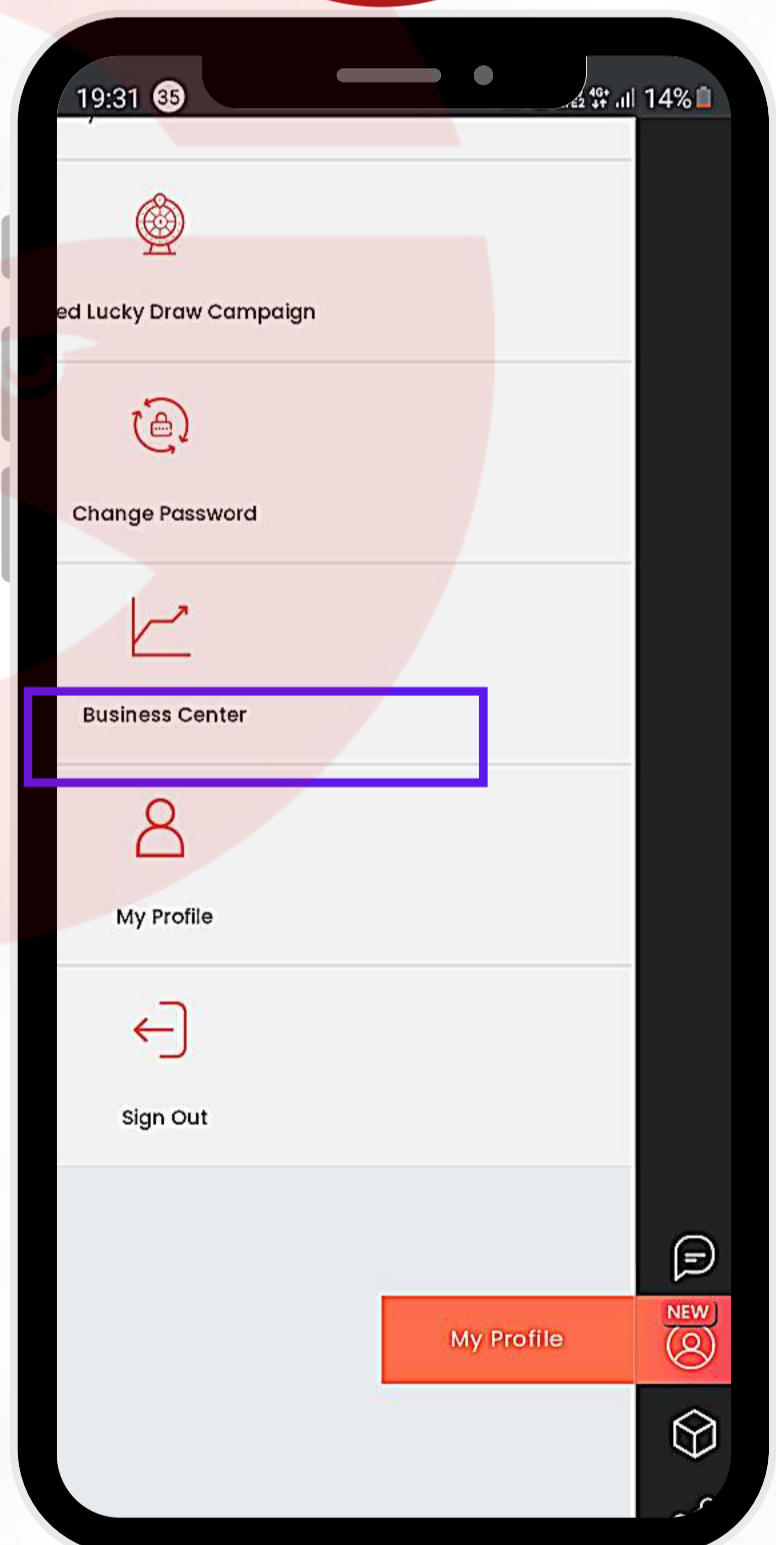 19:31 35 4G+ 14%
ed Lucky Draw Campaign
Change Password
Business Center
My Profile
Sign Out
NEW
My Profile